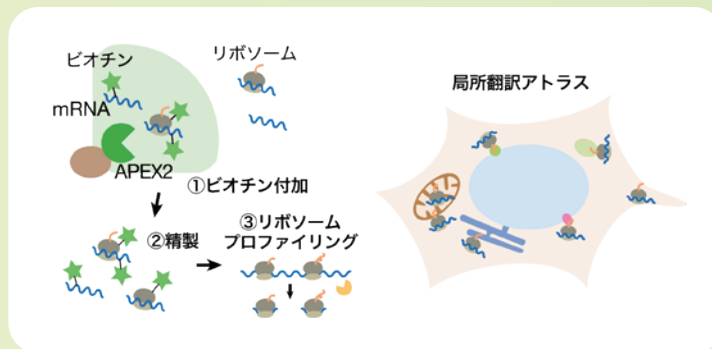 ビオチン
リボソーム
mRNA
APEX2
①ビオチン付加
②精製
③リボソーム
プロファイリング
局所翻訳アトラス